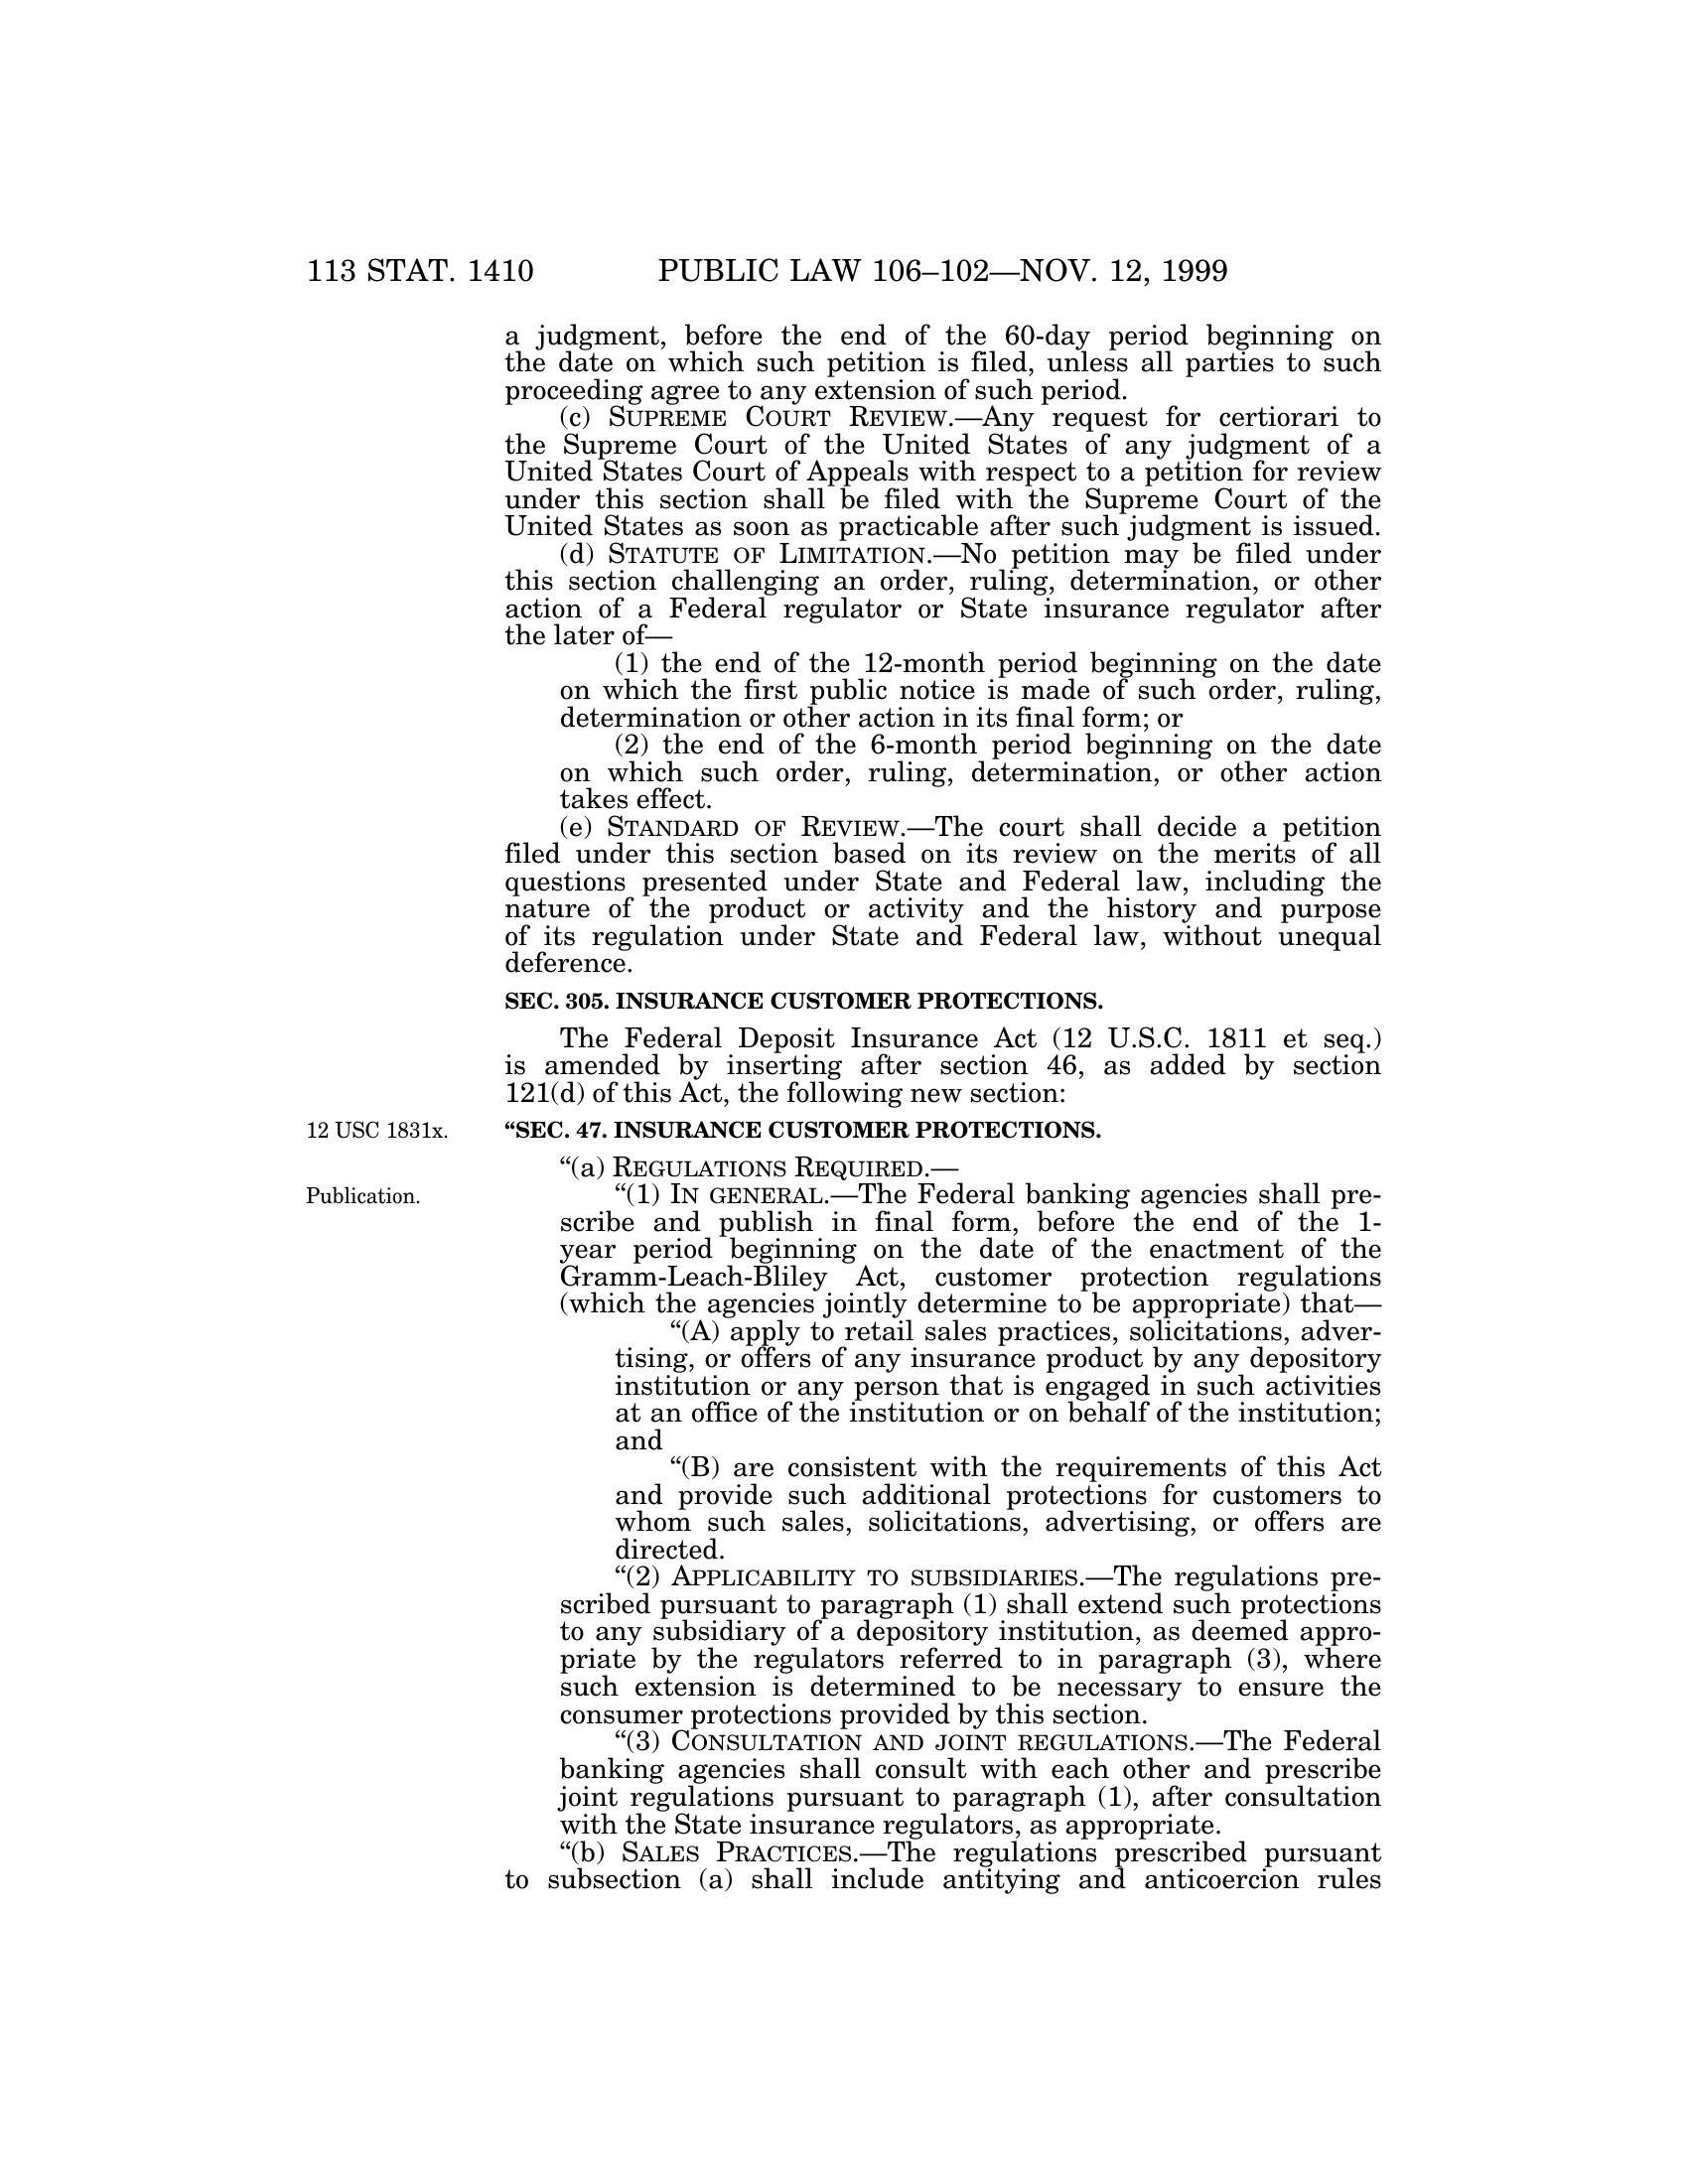 113 STAT. 1410 PUBLIC LAW 106–102—NOV. 12, 1999
a judgment, before the end of the 60-day period beginning on
the date on which such petition is filed, unless all parties to such
proceeding agree to any extension of such period.
(c) SUPREME COURT REVIEW.—Any request for certiorari to
the Supreme Court of the United States of any judgment of a
United States Court of Appeals with respect to a petition for review
under this section shall be filed with the Supreme Court of the
United States as soon as practicable after such judgment is issued.
(d) STATUTE OF LIMITATION.—No petition may be filed under
this section challenging an order, ruling, determination, or other
action of a Federal regulator or State insurance regulator after
the later of—
(1) the end of the 12-month period beginning on the date
on which the first public notice is made of such order, ruling,
determination or other action in its final form; or
(2) the end of the 6-month period beginning on the date
on which such order, ruling, determination, or other action
takes effect.
(e) STANDARD OF REVIEW.—The court shall decide a petition
filed under this section based on its review on the merits of all
questions presented under State and Federal law, including the
nature of the product or activity and the history and purpose
of its regulation under State and Federal law, without unequal
deference.
SEC. 305. INSURANCE CUSTOMER PROTECTIONS.
The Federal Deposit Insurance Act (12 U.S.C. 1811 et seq.)
is amended by inserting after section 46, as added by section
121(d) of this Act, the following new section:
12 USC 1831x.
“SEC. 47. INSURANCE CUSTOMER PROTECTIONS.
“(a) REGULATIONS REQUIRED.—
Publication.
“(1) IN GENERAL.—The Federal banking agencies shall pre-
scribe and publish in final form, before the end of the 1-
year period beginning on the date of the enactment of the
Gramm-Leach-Bliley Act, customer protection regulations
(which the agencies jointly determine to be appropriate) that—
“(A) apply to retail sales practices, solicitations, adver-
tising, or offers of any insurance product by any depository
institution or any person that is engaged in such activities
at an office of the institution or on behalf of the institution;
and
“(B) are consistent with the requirements of this Act
and provide such additional protections for customers to
whom such sales, solicitations, advertising, or offers are
directed.
“(2) APPLICABILITY TO SUBSIDIARIES.—The regulations pre-
scribed pursuant to paragraph (1) shall extend such protections
to any subsidiary of a depository institution, as deemed appro-
priate by the regulators referred to in paragraph (3), where
such extension is determined to be necessary to ensure the
consumer protections provided by this section.
“(3) CONSULTATION AND JOINT REGULATIONS.—The Federal
banking agencies shall consult with each other and prescribe
joint regulations pursuant to paragraph (1), after consultation
with the State insurance regulators, as appropriate.
“(b) SALES PRACTICES.—The regulations prescribed pursuant
to subsection (a) shall include antitying and anticoercion rules